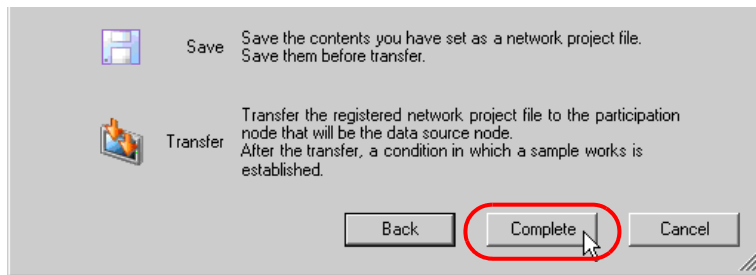 Save
Save the contents you have set as a network project file.
Save them before transfer.
Transfer
Transfer the registered network project file to the participation
node that will be the data source node.
After the transfer, a condition in which a sample works is
established.
Back
Complete
Cancel